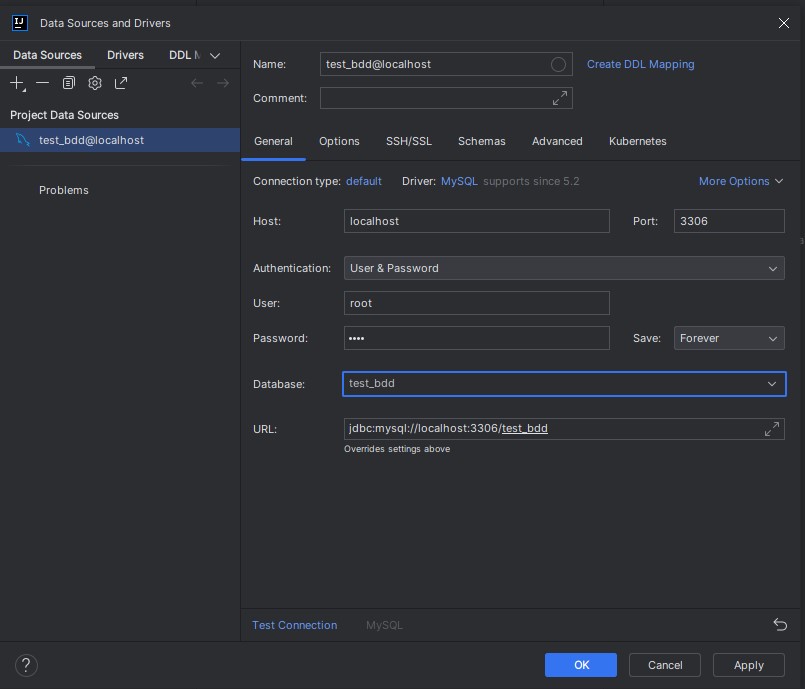 IJ
Data Sources and Drivers
Data Sources Drivers DDL M
Name: test_bdd@localhost Create DDL Mapping
Comment:
Project Data Sources
test_bdd@localhost
Problems
General Options SSH/SSL Schemas Advanced Kubernetes
Connection type: default Driver: MySQL supports since 5.2 More Options
Host: localhost Port: 3306
Authentication: User & Password
User: root
Password: •••• Save: Forever
Database: test_bdd
URL: jdbc:mysql://localhost:3306/test_bdd
Overrides settings above
Test Connection MySQL
? OK Cancel Apply